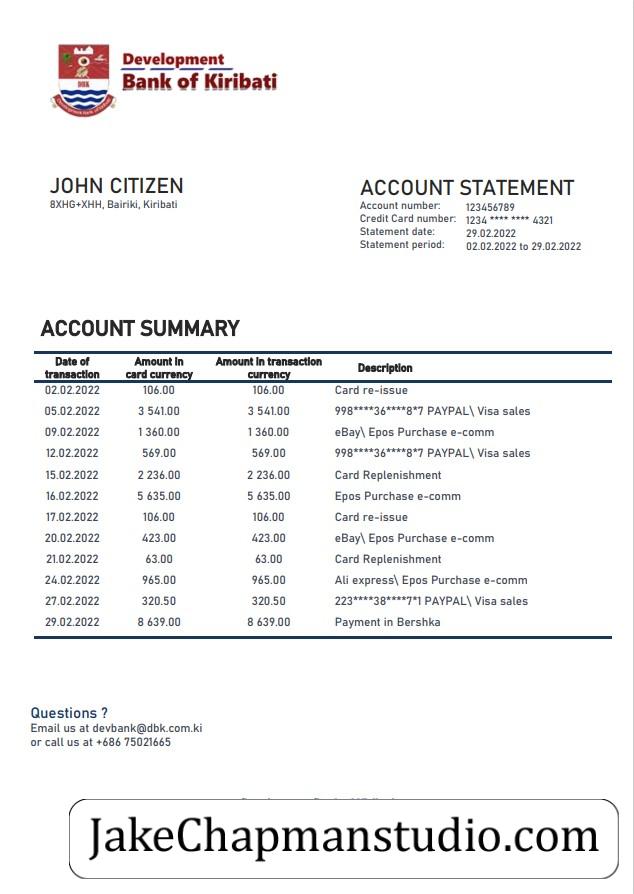 Development
Bank of Kiribati
DBK
JOHN CITIZEN
8XHG+XHH, Bairiki, Kiribati
ACCOUNT STATEMENT
Account number: 123456789
Credit Card number: 1234 **** **** 4321
Statement date: 29.02.2022
Statement period: 02.02.2022 to 29.02.2022
ACCOUNT SUMMARY
Date of transaction Amount in card currency Amount in transaction currency Description
02.02.2022 106.00 106.00 Card re-issue
05.02.2022 3 541.00 3 541.00 998****36****8*7 PAYPAL\ Visa sales
09.02.2022 1 360.00 1 360.00 eBay\ Epos Purchase e-comm
12.02.2022 569.00 569.00 998****36****8*7 PAYPAL\ Visa sales
15.02.2022 2 236.00 2 236.00 Card Replenishment
16.02.2022 5 635.00 5 635.00 Epos Purchase e-comm
17.02.2022 106.00 106.00 Card re-issue
20.02.2022 423.00 423.00 eBay\ Epos Purchase e-comm
21.02.2022 63.00 63.00 Card Replenishment
24.02.2022 965.00 965.00 Ali express\ Epos Purchase e-comm
27.02.2022 320.50 320.50 223****38****7*1 PAYPAL\ Visa sales
29.02.2022 8 639.00 8 639.00 Payment in Bershka
Questions ?
Email us at devbank@dbk.com.ki
or call us at +686 75021665
JakeChapmanstudio.com